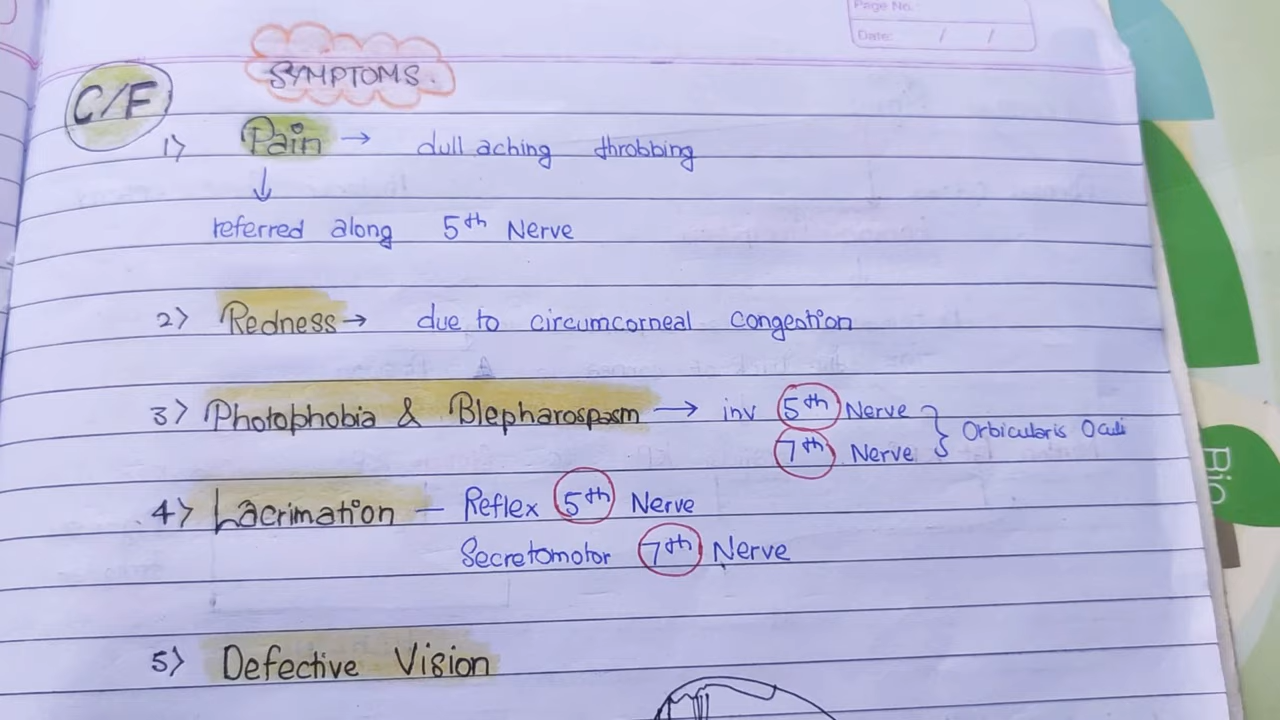 Page No.:
Date: / /
SYMPTOMS.
C/F
1) Pain → dull aching throbbing
↓
referred along 5th Nerve
2) Redness → due to circumcorneal congestion
3) Photophobia & Blepharospasm → inv 5th Nerve } Orbicularis Oculi
7th Nerve
4) Lacrimation - Reflex 5th Nerve
Secretomotor 7th Nerve
5) Defective Vision
Bio